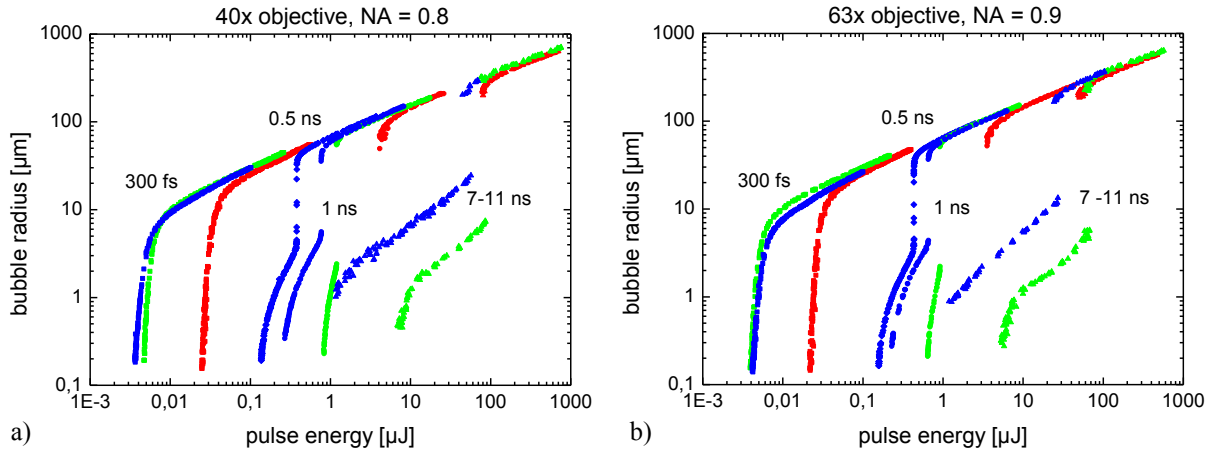 40x objective, NA = 0.8
1000
100
10
1
0,1
1E-3
0,01
0,1
1
10
100
1000
bubble radius [µm]
pulse energy [µJ]
300 fs
0.5 ns
1 ns
7-11 ns
a)
63x objective, NA = 0.9
1000
100
10
1
0,1
1E-3
0,01
0,1
1
10
100
1000
bubble radius [µm]
pulse energy [µJ]
300 fs
0.5 ns
1 ns
7 -11 ns
b)